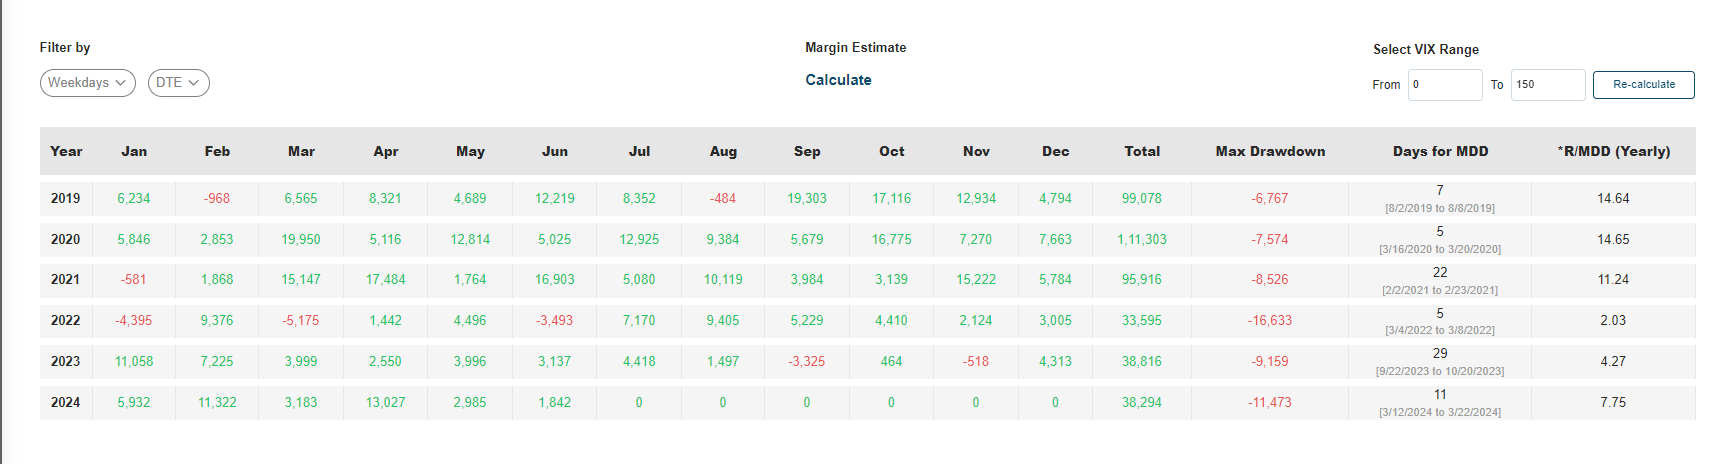 Filter by
Margin Estimate
Select VIX Range
Weekdays DTE
Calculate
From 0 To 150 Re-calculate
Year Jan Feb Mar Apr May Jun Jul Aug Sep Oct Nov Dec Total Max Drawdown Days for MDD *R/MDD (Yearly)
2019 6,234 -968 6,565 8,321 4,689 12,219 8,352 -484 19,303 17,116 12,934 4,794 99,078 -6,767 7 14.64
[8/2/2019 to 8/8/2019]
2020 5,846 2,853 19,950 5,116 12,814 5,025 12,925 9,384 5,679 16,775 7,270 7,663 1,11,303 -7,574 5 14.65
[3/16/2020 to 3/20/2020]
2021 -581 1,868 15,147 17,484 1,764 16,903 5,080 10,119 3,984 3,139 15,222 5,784 95,916 -8,526 22 11.24
[2/2/2021 to 2/23/2021]
2022 -4,395 9,376 -5,175 1,442 4,496 -3,493 7,170 9,405 5,229 4,410 2,124 3,005 33,595 -16,633 5 2.03
[3/4/2022 to 3/8/2022]
2023 11,058 7,225 3,999 2,550 3,996 3,137 4,418 1,497 -3,325 464 -518 4,313 38,816 -9,159 29 4.27
[9/22/2023 to 10/20/2023]
2024 5,932 11,322 3,183 13,027 2,985 1,842 0 0 0 0 0 0 38,294 -11,473 11 7.75
[3/12/2024 to 3/22/2024]